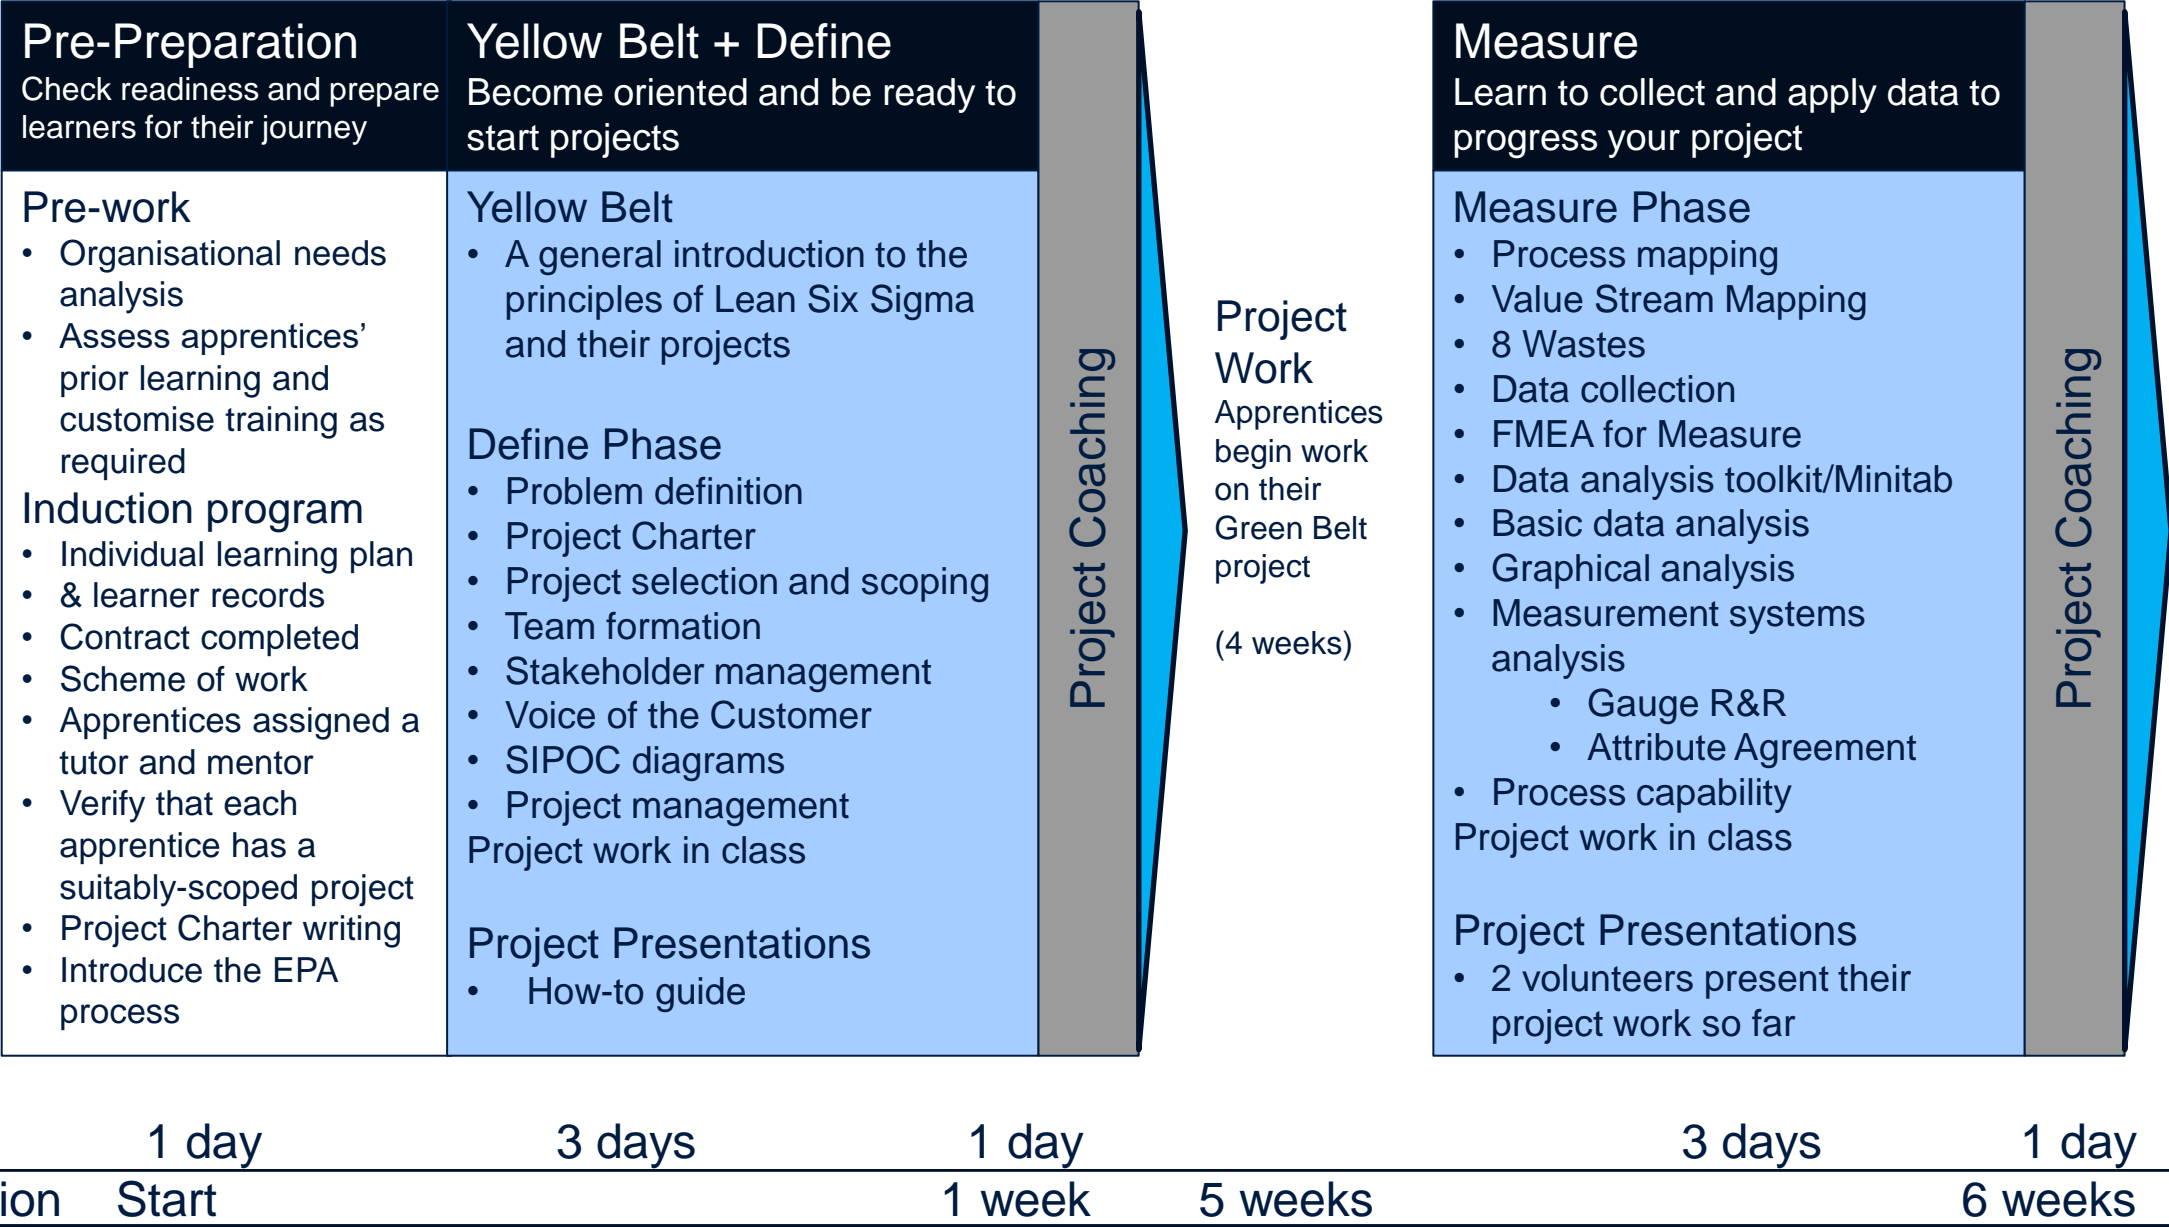 Pre-Preparation
Check readiness and prepare
learners for their journey
Pre-work
• Organisational needs
analysis
• Assess apprentices’
prior learning and
customise training as
required
Induction program
• Individual learning plan
• & learner records
• Contract completed
• Scheme of work
• Apprentices assigned a
tutor and mentor
• Verify that each
apprentice has a
suitably-scoped project
• Project Charter writing
• Introduce the EPA
process
Yellow Belt + Define
Become oriented and be ready to
start projects
Yellow Belt
• A general introduction to the
principles of Lean Six Sigma
and their projects
Define Phase
• Problem definition
• Project Charter
• Project selection and scoping
• Team formation
• Stakeholder management
• Voice of the Customer
• SIPOC diagrams
• Project management
Project work in class
Project Presentations
• How-to guide
Project Coaching
Project
Work
Apprentices
begin work
on their
Green Belt
project
(4 weeks)
Measure
Learn to collect and apply data to
progress your project
Measure Phase
• Process mapping
• Value Stream Mapping
• 8 Wastes
• Data collection
• FMEA for Measure
• Data analysis toolkit/Minitab
• Basic data analysis
• Graphical analysis
• Measurement systems
analysis
• Gauge R&R
• Attribute Agreement
• Process capability
Project work in class
Project Presentations
• 2 volunteers present their
project work so far
Project Coaching
1 day 3 days 1 day 3 days 1 day
ion Start 1 week 5 weeks 6 weeks